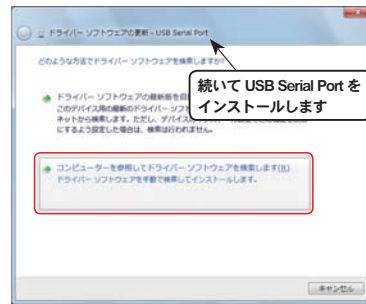 ドライバー ソフトウェアの更新 - USB Serial Port
どのような方法でドライバー ソフトウェアを検索しますか?
続いて USB Serial Port を
インストールします
ドライバー ソフトウェアの最新版を自
このデバイス用の最新のドライバー ソフト
ネットから検索します。ただし、デバイス
にするよう設定した場合は、検索は行われません。
コンピューターを参照してドライバー ソフトウェアを検索します(R)
ドライバー ソフトウェアを手動で検索してインストールします。
キャンセル